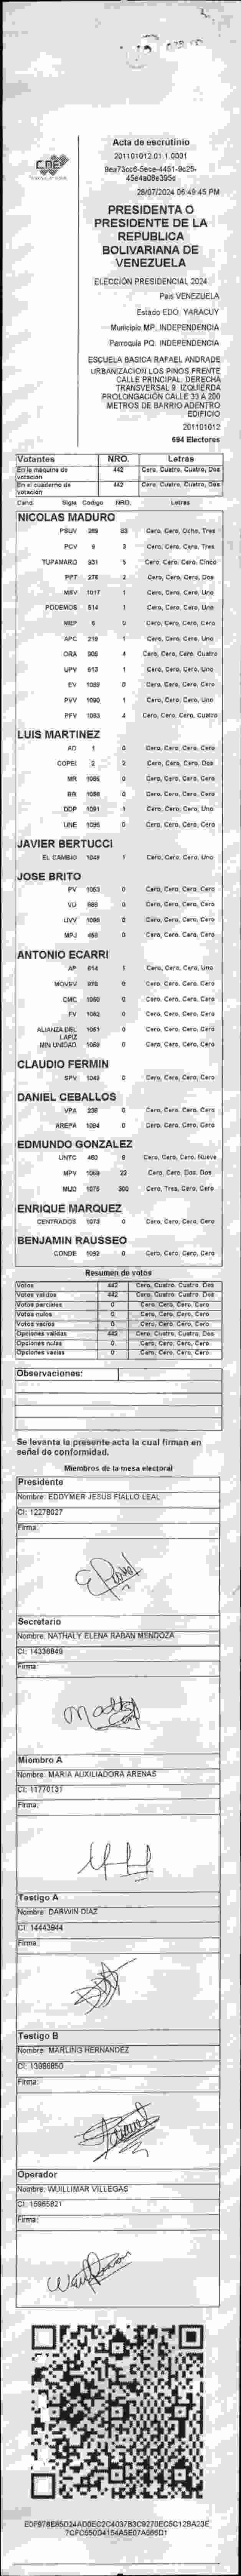 CNE
Acta de escrutinio
201101012.01.1.0001
28/07/2024 06:49:45 PM
PRESIDENTA O
PRESIDENTE DE LA
REPUBLICA
BOLIVARIANA DE
VENEZUELA
ELECCIÓN PRESIDENCIAL 2024
País VENEZUELA
Estado EDO. YARACUY
Municipio MP. INDEPENDENCIA
Parroquia PQ. INDEPENDENCIA
ESCUELA BASICA RAFAEL ANDRADE
URBANIZACIÓN LOS PINOS FRENTE
CALLE PRINCIPAL. DERECHA
TRANSVERSAL 9. IZQUIERDA
PROLONGACIÓN CALLE 33 A 200
METROS DE BARRIO ADENTRO
EDIFICIO
201101012
694 Electores
Votantes NRO. Letras
En la máquina de votación 442 Cero, Cuatro, Cuatro, Dos
En el cuaderno de votación 442 Cero, Cuatro, Cuatro, Dos
Cand. Sigla Codigo NRO. Letras
NICOLAS MADURO
PSUV 269 83 Cero, Cero, Ocho, Tres
PCV 9 3 Cero, Cero, Cero, Tres
TUPAMARO 931 5 Cero, Cero, Cero, Cinco
PPT 276 2 Cero, Cero, Cero, Dos
MSV 1017 1 Cero, Cero, Cero, Uno
PODEMOS 514 1 Cero, Cero, Cero, Uno
MEP 5 0 Cero, Cero, Cero, Cero
APC 219 1 Cero, Cero, Cero, Uno
ORA 905 4 Cero, Cero, Cero, Cuatro
UPV 513 1 Cero, Cero, Cero, Uno
EV 1089 0 Cero, Cero, Cero, Cero
PVV 1090 1 Cero, Cero, Cero, Uno
PFV 1093 4 Cero, Cero, Cero, Cuatro
LUIS MARTINEZ
AD 1 0 Cero, Cero, Cero, Cero
COPEI 2 2 Cero, Cero, Cero, Dos
MR 1085 0 Cero, Cero, Cero, Cero
BR 1088 0 Cero, Cero, Cero, Cero
DDP 1091 1 Cero, Cero, Cero, Uno
UNE 1095 0 Cero, Cero, Cero, Cero
JAVIER BERTUCCI
EL CAMBIO 1048 1 Cero, Cero, Cero, Uno
JOSE BRITO
PV 1053 0 Cero, Cero, Cero, Cero
VU 0 Cero, Cero, Cero, Cero
UVV 1098 0 Cero, Cero, Cero, Cero
MPJ 458 0 Cero, Cero, Cero, Cero
ANTONIO ECARRI
AP 614 1 Cero, Cero, Cero, Uno
MOVEV 978 0 Cero, Cero, Cero, Cero
CMC 1060 0 Cero, Cero, Cero, Cero
FV 1082 0 Cero, Cero, Cero, Cero
ALIANZA DEL LAPIZ 1051 0 Cero, Cero, Cero, Cero
MIN UNIDAD 1068 0 Cero, Cero, Cero, Cero
CLAUDIO FERMIN
SPV 1049 0 Cero, Cero, Cero, Cero
DANIEL CEBALLOS
VPA 238 0 Cero, Cero, Cero, Cero
AREPA 1094 0 Cero, Cero, Cero, Cero
EDMUNDO GONZALEZ
UNTC 460 9 Cero, Cero, Cero, Nueve
MPV 1069 22 Cero, Cero, Dos, Dos
MUD 1075 300 Cero, Tres, Cero, Cero
ENRIQUE MARQUEZ
CENTRADOS 1073 0 Cero, Cero, Cero, Cero
BENJAMIN RAUSSEO
CONDE 1092 0 Cero, Cero, Cero, Cero
Resumen de votos
Votos 442 Cero, Cuatro, Cuatro, Dos
Votos válidos 442 Cero, Cuatro, Cuatro, Dos
Votos parciales 0 Cero, Cero, Cero, Cero
Votos nulos 0 Cero, Cero, Cero, Cero
Votos vacíos 0 Cero, Cero, Cero, Cero
Opciones válidas 442 Cero, Cuatro, Cuatro, Dos
Opciones nulas 0 Cero, Cero, Cero, Cero
Opciones vacías 0 Cero, Cero, Cero, Cero
Observaciones:
Se levanta la presente acta la cual firman en
señal de conformidad.
Miembros de la mesa electoral
Presidente
Nombre: EDDYMER JESUS FIALLO LEAL
CI: 12278027
Firma:
Secretario
Nombre: NATHALY ELENA RABAN MENDOZA
CI: 14336849
Firma:
Miembro A
Nombre: MARIA AUXILIADORA ARENAS
CI: 11770131
Firma:
Testigo A
Nombre: DARWIN DIAZ
CI: 14443944
Firma:
Testigo B
Nombre: MARLING HERNANDEZ
CI: 13986850
Firma:
Operador
Nombre: WUILLIMAR VILLEGAS
CI: 15965821
Firma: